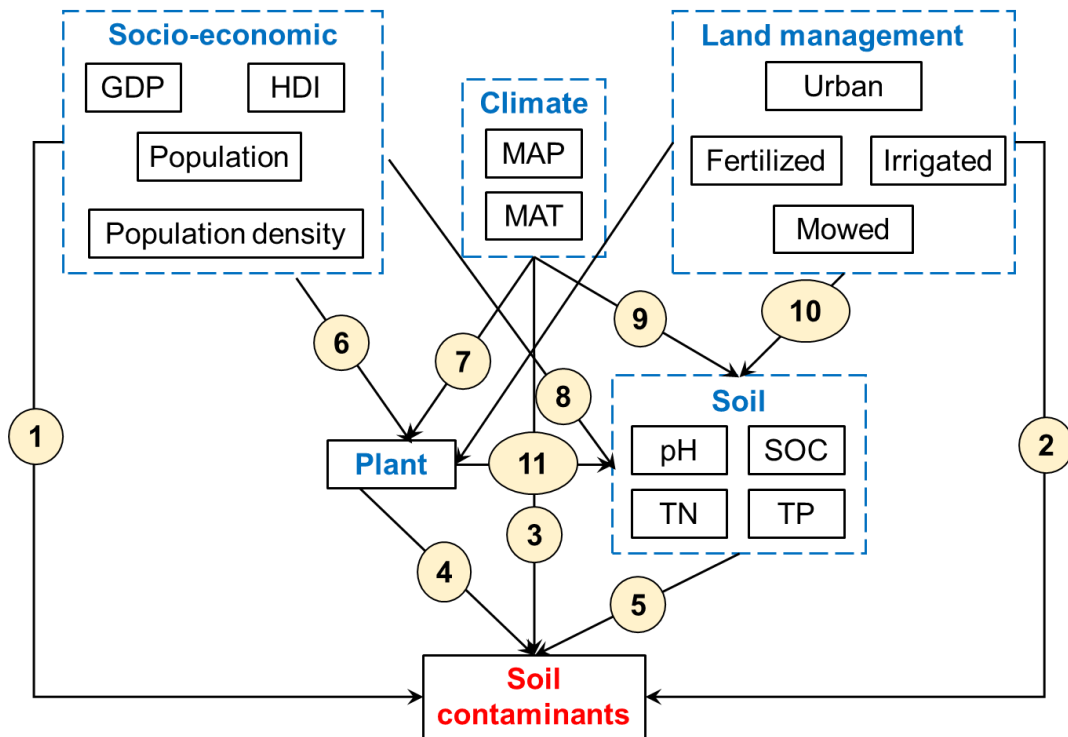 Socio-economic
GDP
HDI
Population
Population density
Climate
MAP
MAT
Land management
Urban
Fertilized
Irrigated
Mowed
6
7
9
10
8
1
2
Plant
11
Soil
pH
SOC
TN
TP
3
4
5
Soil
contaminants